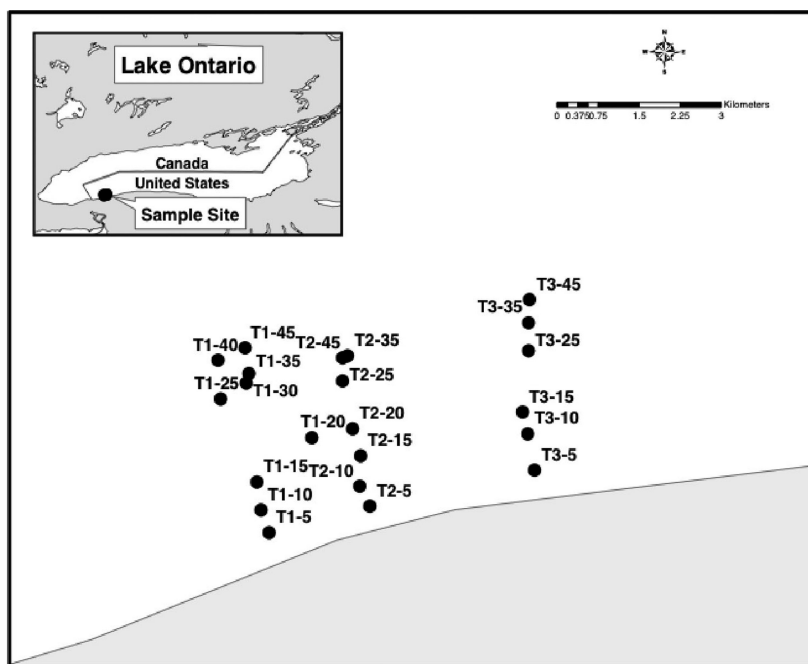 Lake Ontario
Canada
United States
Sample Site
N
W E
S
Kilometers
0 0.375 0.75 1.5 2.25 3
T3-45
T3-35
T3-25
T1-45
T2-45
T2-35
T1-40
T1-35
T2-25
T1-25
T1-30
T3-15
T1-20
T2-20
T3-10
T2-15
T3-5
T1-15
T2-10
T1-10
T2-5
T1-5